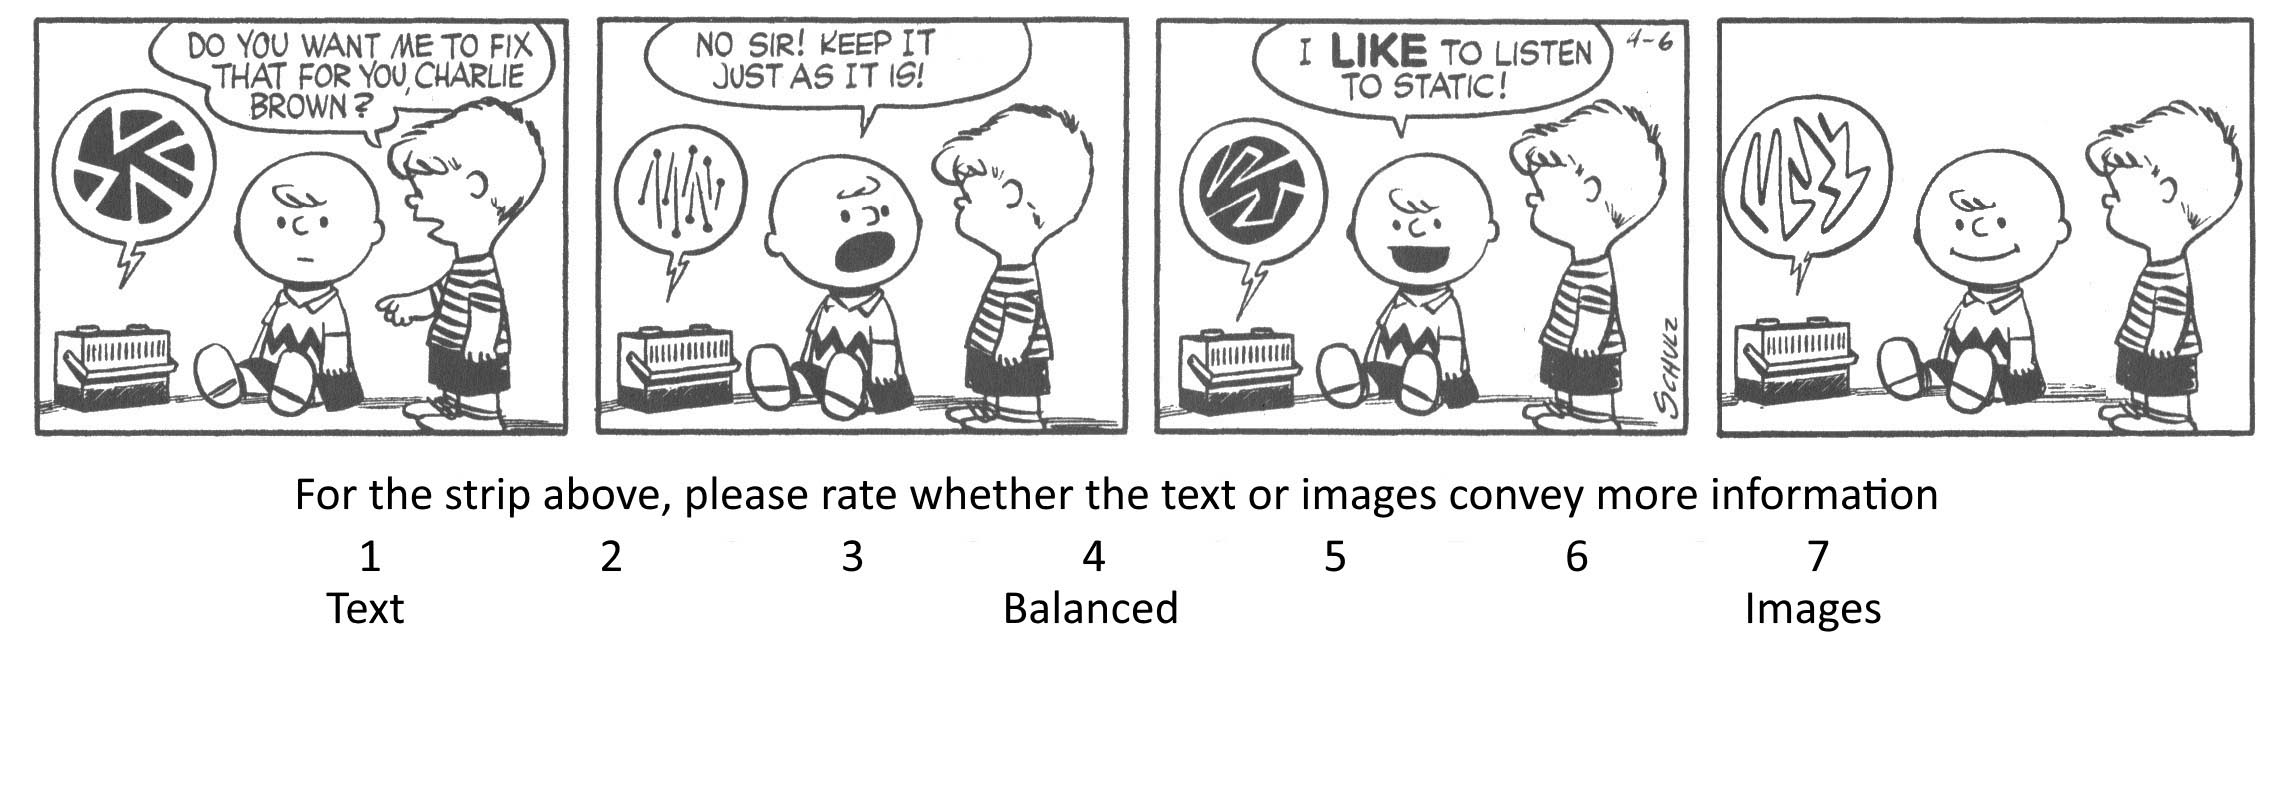 DO YOU WANT ME TO FIX
THAT FOR YOU, CHARLIE
BROWN?
NO SIR! KEEP IT
JUST AS IT IS!
I LIKE TO LISTEN
TO STATIC!
4-6
SCHULZ
For the strip above, please rate whether the text or images convey more information
1 2 3 4 5 6 7
Text Balanced Images